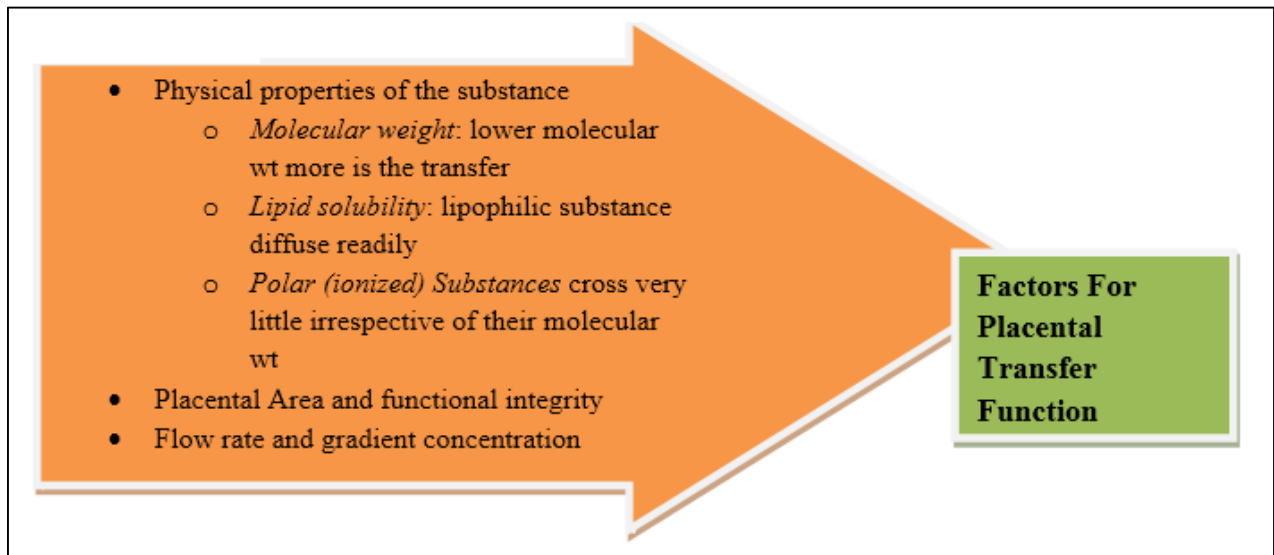 • Physical properties of the substance
o Molecular weight: lower molecular
wt more is the transfer
o Lipid solubility: lipophilic substance
diffuse readily
o Polar (ionized) Substances cross very
little irrespective of their molecular
wt
• Placental Area and functional integrity
• Flow rate and gradient concentration
Factors For
Placental
Transfer
Function